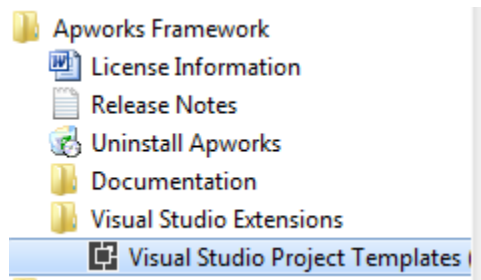 Apworks Framework
License Information
Release Notes
Uninstall Apworks
Documentation
Visual Studio Extensions
Visual Studio Project Templates (